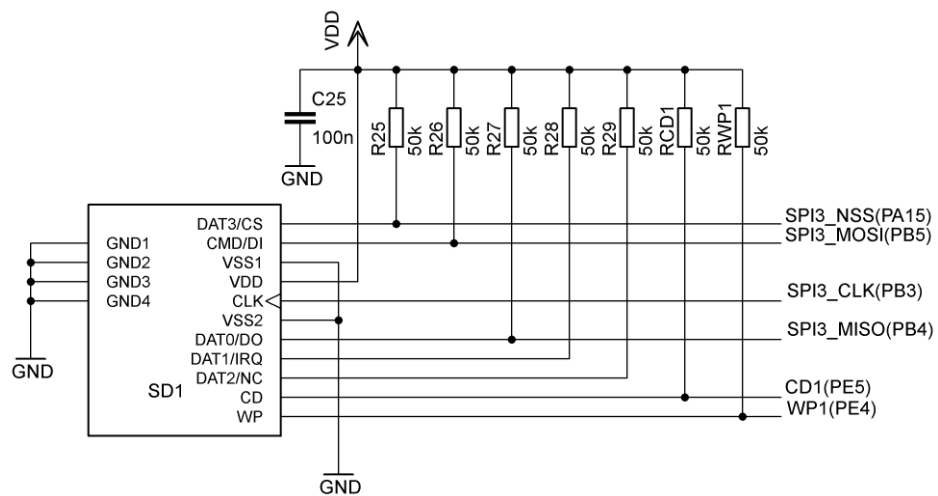 VDD
C25
100n
GND
R25
50k
R26
50k
R27
50k
R28
50k
R29
50k
RCD1
50k
RWP1
50k
DAT3/CS
SPI3_NSS(PA15)
GND1
CMD/DI
SPI3_MOSI(PB5)
GND2
VSS1
GND3
VDD
GND4
CLK
SPI3_CLK(PB3)
VSS2
DAT0/DO
SPI3_MISO(PB4)
GND
DAT1/IRQ
DAT2/NC
SD1
CD
CD1(PE5)
WP
WP1(PE4)
GND